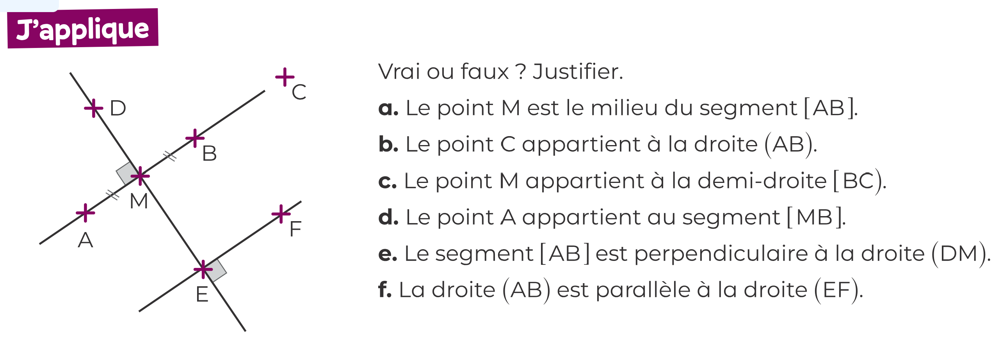 J'applique
Vrai ou faux ? Justifier.
a. Le point M est le milieu du segment [AB].
b. Le point C appartient à la droite (AB).
c. Le point M appartient à la demi-droite [BC).
d. Le point A appartient au segment [MB].
e. Le segment [AB] est perpendiculaire à la droite (DM).
f. La droite (AB) est parallèle à la droite (EF).
C
D
B
M
F
A
E